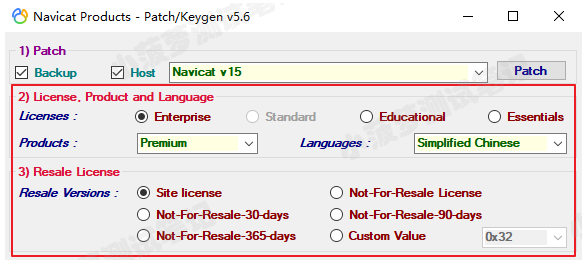 Navicat Products - Patch/Keygen v5.6
1) Patch
Backup Host Navicat v15 Patch
2) License, Product and Language
Licenses : Enterprise Standard Educational Essentials
Products : Premium Languages : Simplified Chinese
3) Resale License
Resale Versions : Site license Not-For-Resale License
Not-For-Resale-30-days Not-For-Resale-90-days
Not-For-Resale-365-days Custom Value 0x32